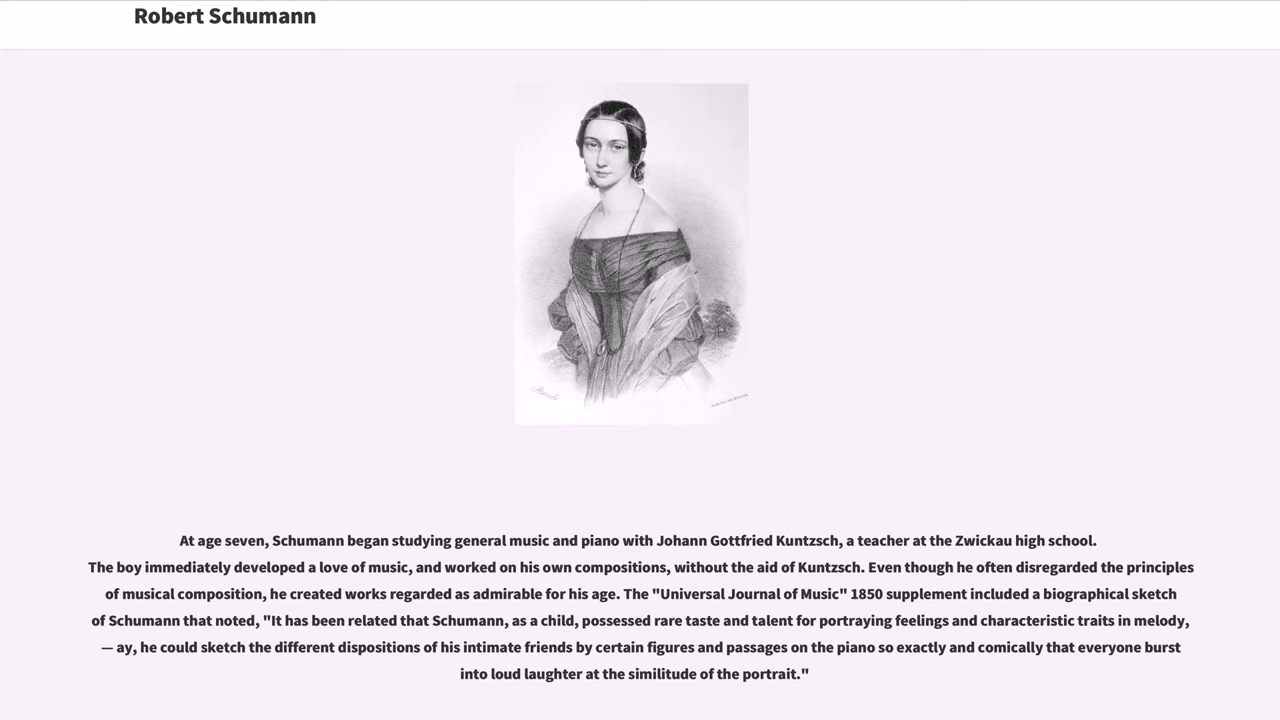 Robert Schumann
At age seven, Schumann began studying general music and piano with Johann Gottfried Kuntzsch, a teacher at the Zwickau high school.
The boy immediately developed a love of music, and worked on his own compositions, without the aid of Kuntzsch. Even though he often disregarded the principles
of musical composition, he created works regarded as admirable for his age. The "Universal Journal of Music" 1850 supplement included a biographical sketch
of Schumann that noted, "It has been related that Schumann, as a child, possessed rare taste and talent for portraying feelings and characteristic traits in melody,
— ay, he could sketch the different dispositions of his intimate friends by certain figures and passages on the piano so exactly and comically that everyone burst
into loud laughter at the similitude of the portrait."